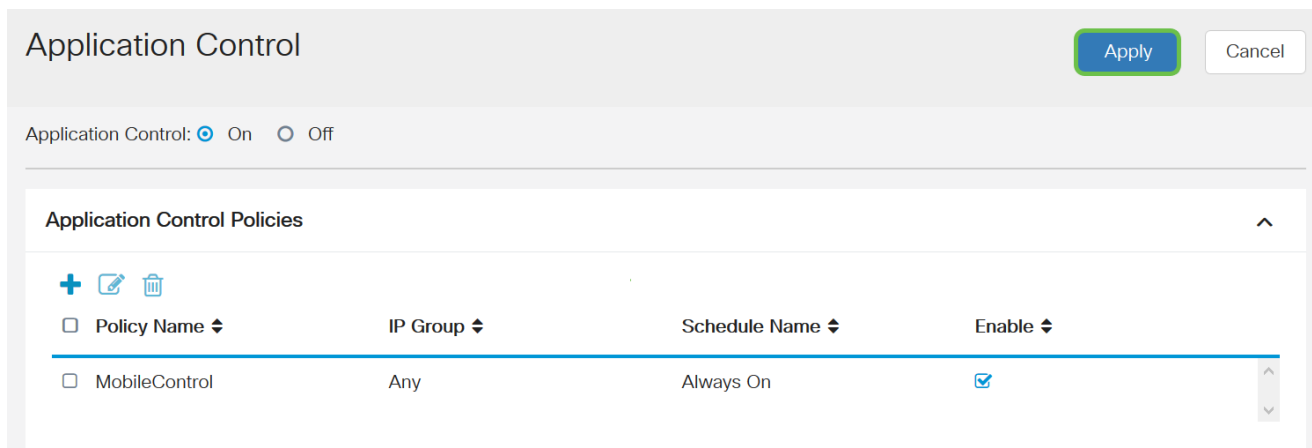 Application Control
Apply
Cancel
Application Control: On Off
Application Control Policies
Policy Name IP Group Schedule Name Enable
MobileControl Any Always On